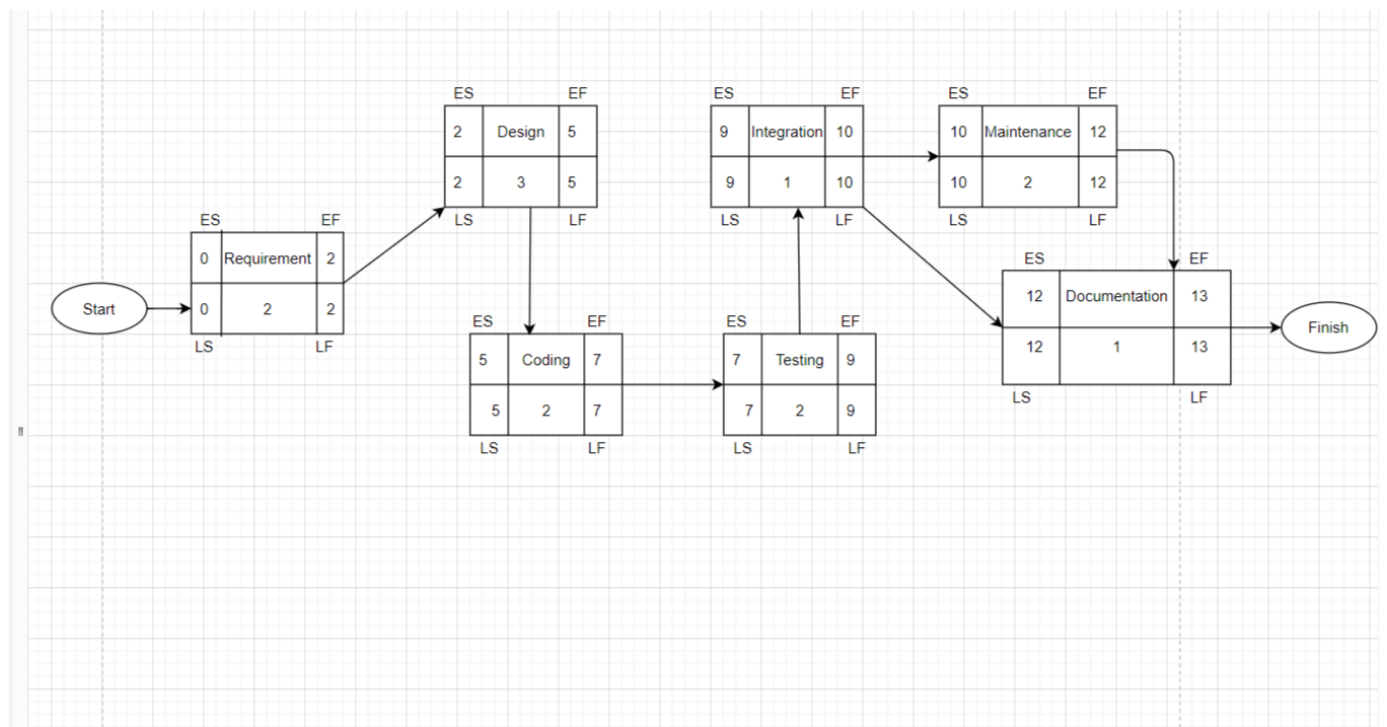 ES EF
2 Design 5
2 3 5
LS LF
ES EF
9 Integration 10
9 1 10
LS LF
ES EF
10 Maintenance 12
10 2 12
LS LF
ES EF
0 Requirement 2
0 2 2
LS LF
Start
ES EF
5 Coding 7
5 2 7
LS LF
ES EF
7 Testing 9
7 2 9
LS LF
ES EF
12 Documentation 13
12 1 13
LS LF
Finish